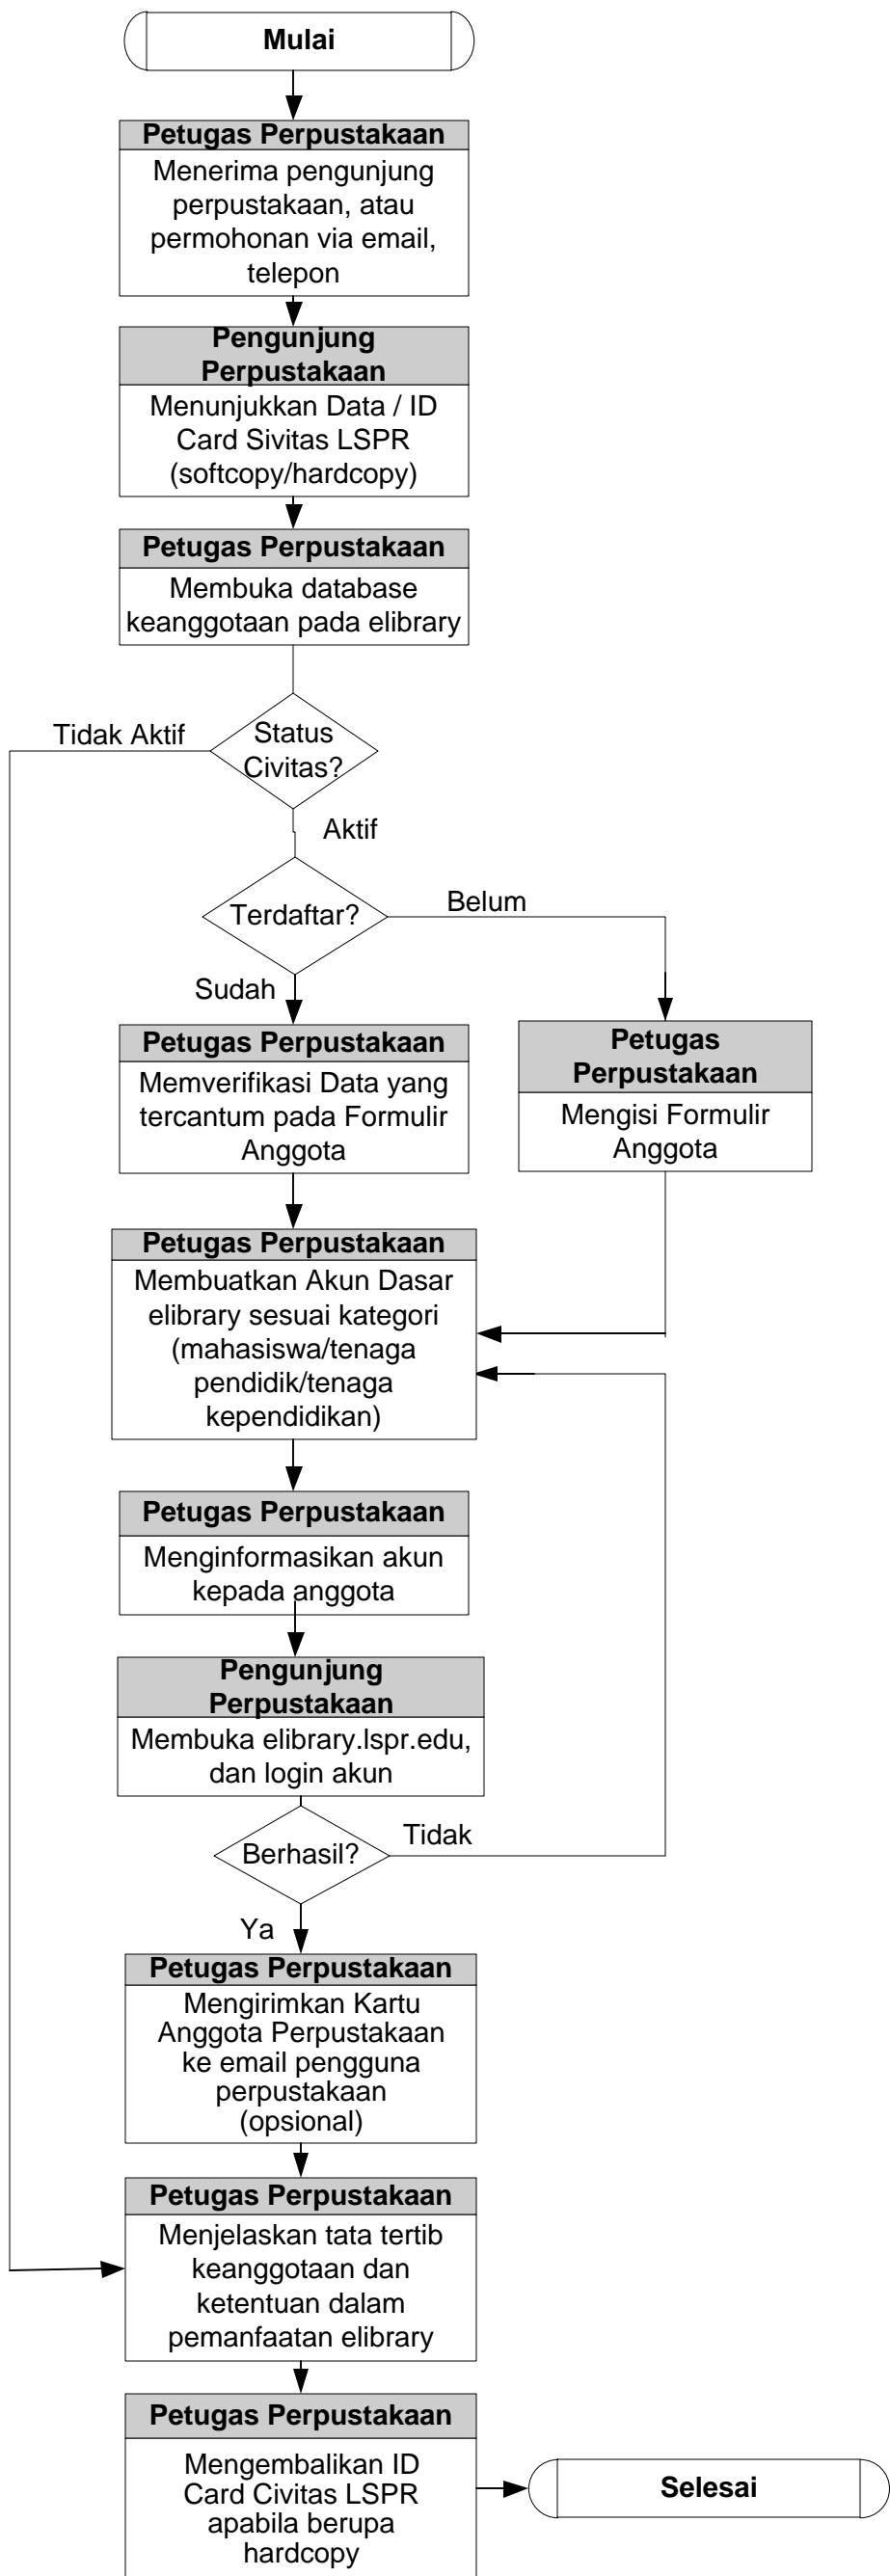 Mulai
Petugas Perpustakaan
Menerima pengunjung
perpustakaan, atau
permohonan via email,
telepon
Pengunjung
Perpustakaan
Menunjukkan Data / ID
Card Sivitas LSPR
(softcopy/hardcopy)
Petugas Perpustakaan
Membuka database
keanggotaan pada elibrary
Tidak Aktif
Status
Civitas?
Aktif
Terdaftar?
Belum
Sudah
Petugas Perpustakaan
Memverifikasi Data yang
tercantum pada Formulir
Anggota
Petugas
Perpustakaan
Mengisi Formulir
Anggota
Petugas Perpustakaan
Membuatkan Akun Dasar
elibrary sesuai kategori
(mahasiswa/tenaga
pendidik/tenaga
kependidikan)
Petugas Perpustakaan
Menginformasikan akun
kepada anggota
Pengunjung
Perpustakaan
Membuka elibrary.lspr.edu,
dan login akun
Berhasil?
Tidak
Ya
Petugas Perpustakaan
Mengirimkan Kartu
Anggota Perpustakaan
ke email pengguna
perpustakaan
(opsional)
Petugas Perpustakaan
Menjelaskan tata tertib
keanggotaan dan
ketentuan dalam
pemanfaatan elibrary
Petugas Perpustakaan
Mengembalikan ID
Card Civitas LSPR
apabila berupa
hardcopy
Selesai